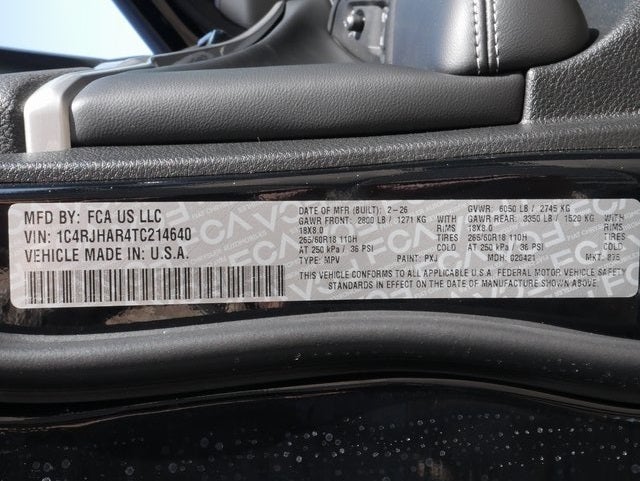 MFD BY: FCA US LLC
VIN: 1C4RJHAR4TC214640
VEHICLE MADE IN: U.S.A.
DATE OF MFR (BUILT): 2-26 GVWR: 6050 LB / 2745 KG
GAWR FRONT: 2800 LB / 1271 KG WITH GAWR REAR: 3350 LB / 1520 KG WITH
18X8.0 RIMS 18X8.0 RIMS
265/60R18 110H TIRES 265/60R18 110H TIRES
AT 250 kPa / 36 PSI COLD AT 250 kPa / 36 PSI COLD
TYPE: MPV PAINT: PXJ MDH: 020421 MKT: 875
THIS VEHICLE CONFORMS TO ALL APPLICABLE U.S.A. FEDERAL MOTOR VEHICLE SAFETY
STANDARDS IN EFFECT ON THE DATE OF MANUFACTURE SHOWN ABOVE.